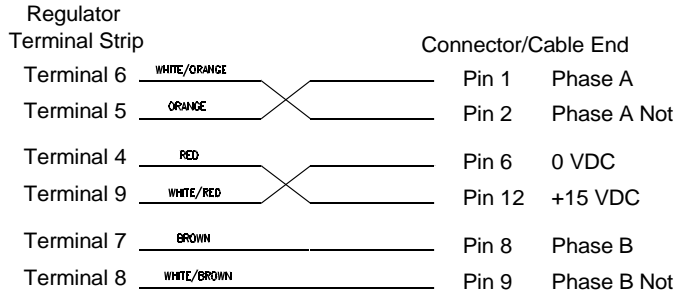 Regulator
Terminal Strip
Connector/Cable End
Terminal 6 WHITE/ORANGE Pin 1 Phase A
Terminal 5 ORANGE Pin 2 Phase A Not
Terminal 4 RED Pin 6 0 VDC
Terminal 9 WHITE/RED Pin 12 +15 VDC
Terminal 7 BROWN Pin 8 Phase B
Terminal 8 WHITE/BROWN Pin 9 Phase B Not